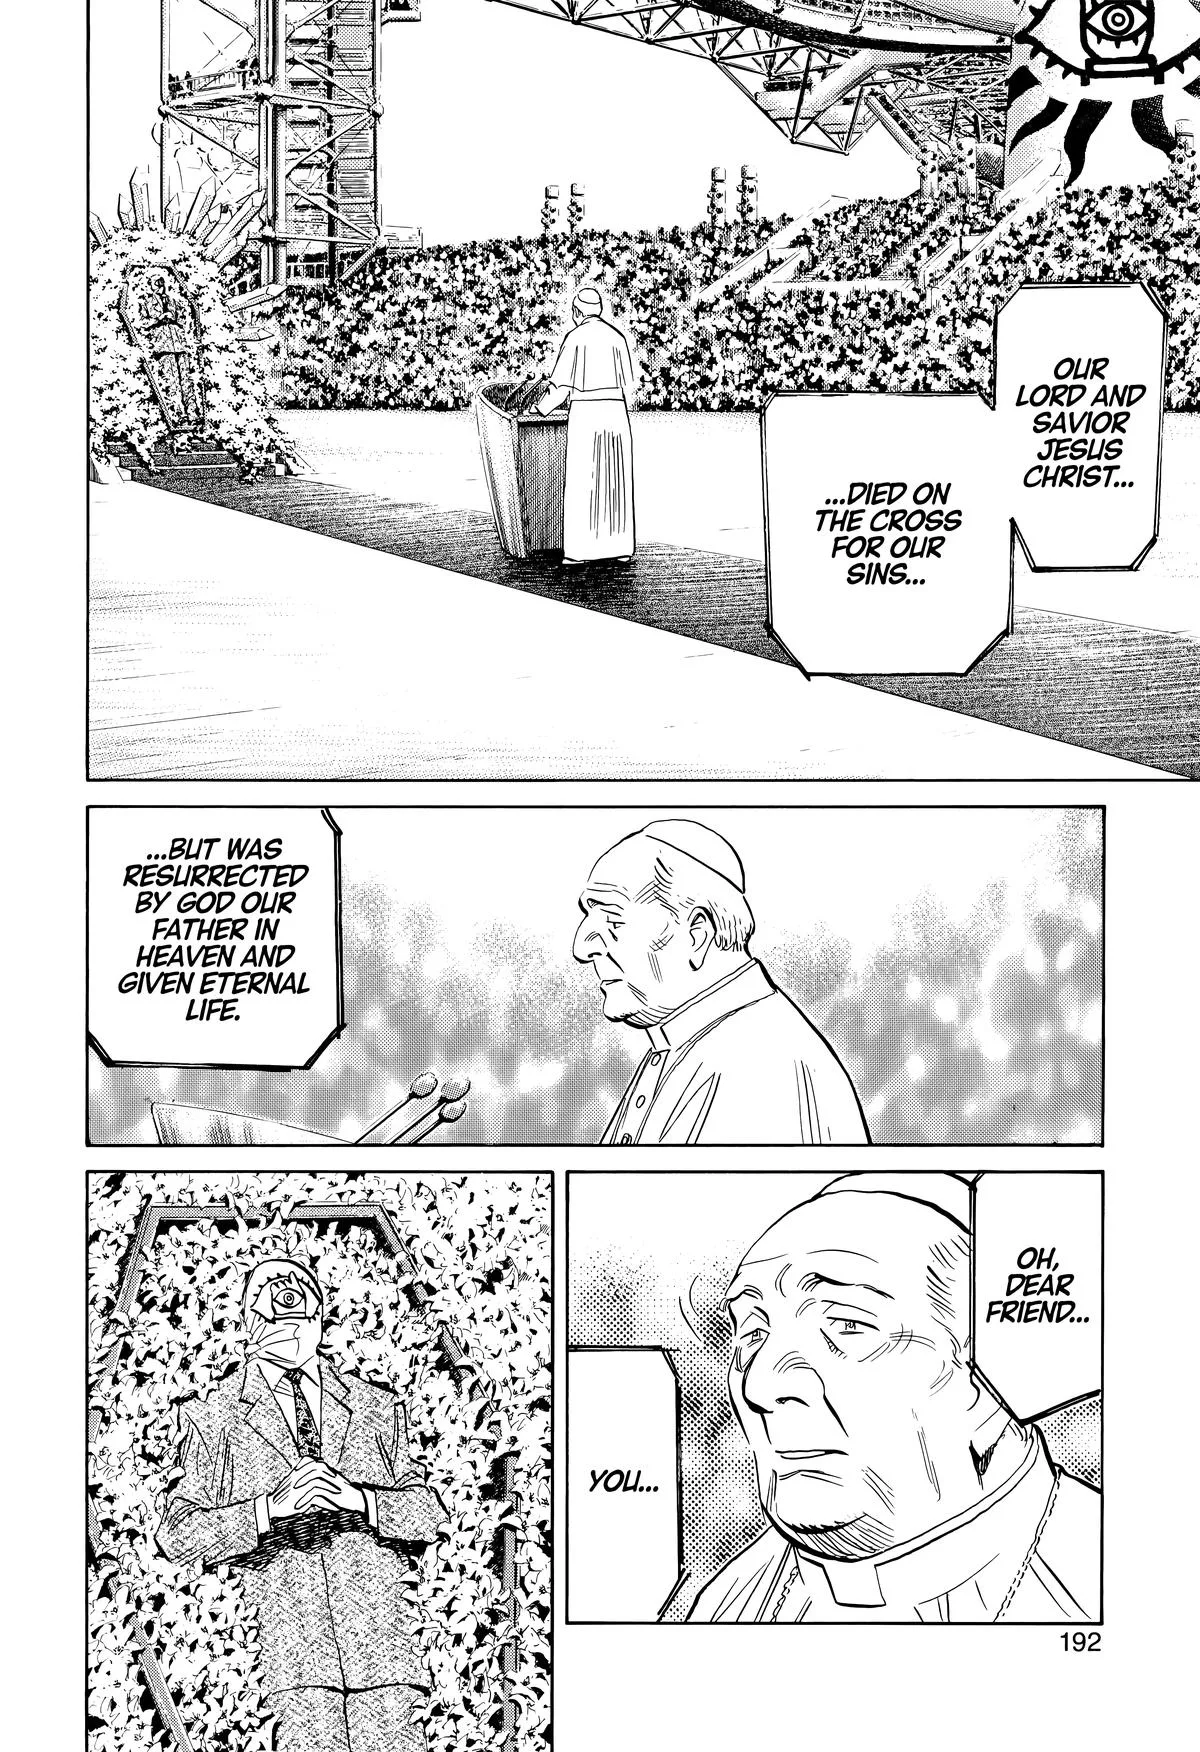 OUR
LORD AND
SAVIOR
JESUS
CHRIST...
...DIED ON
THE CROSS
FOR OUR
SINS...
...BUT WAS
RESURRECTED
BY GOD OUR
FATHER IN
HEAVEN AND
GIVEN ETERNAL
LIFE.
OH,
DEAR
FRIEND...
YOU...
192